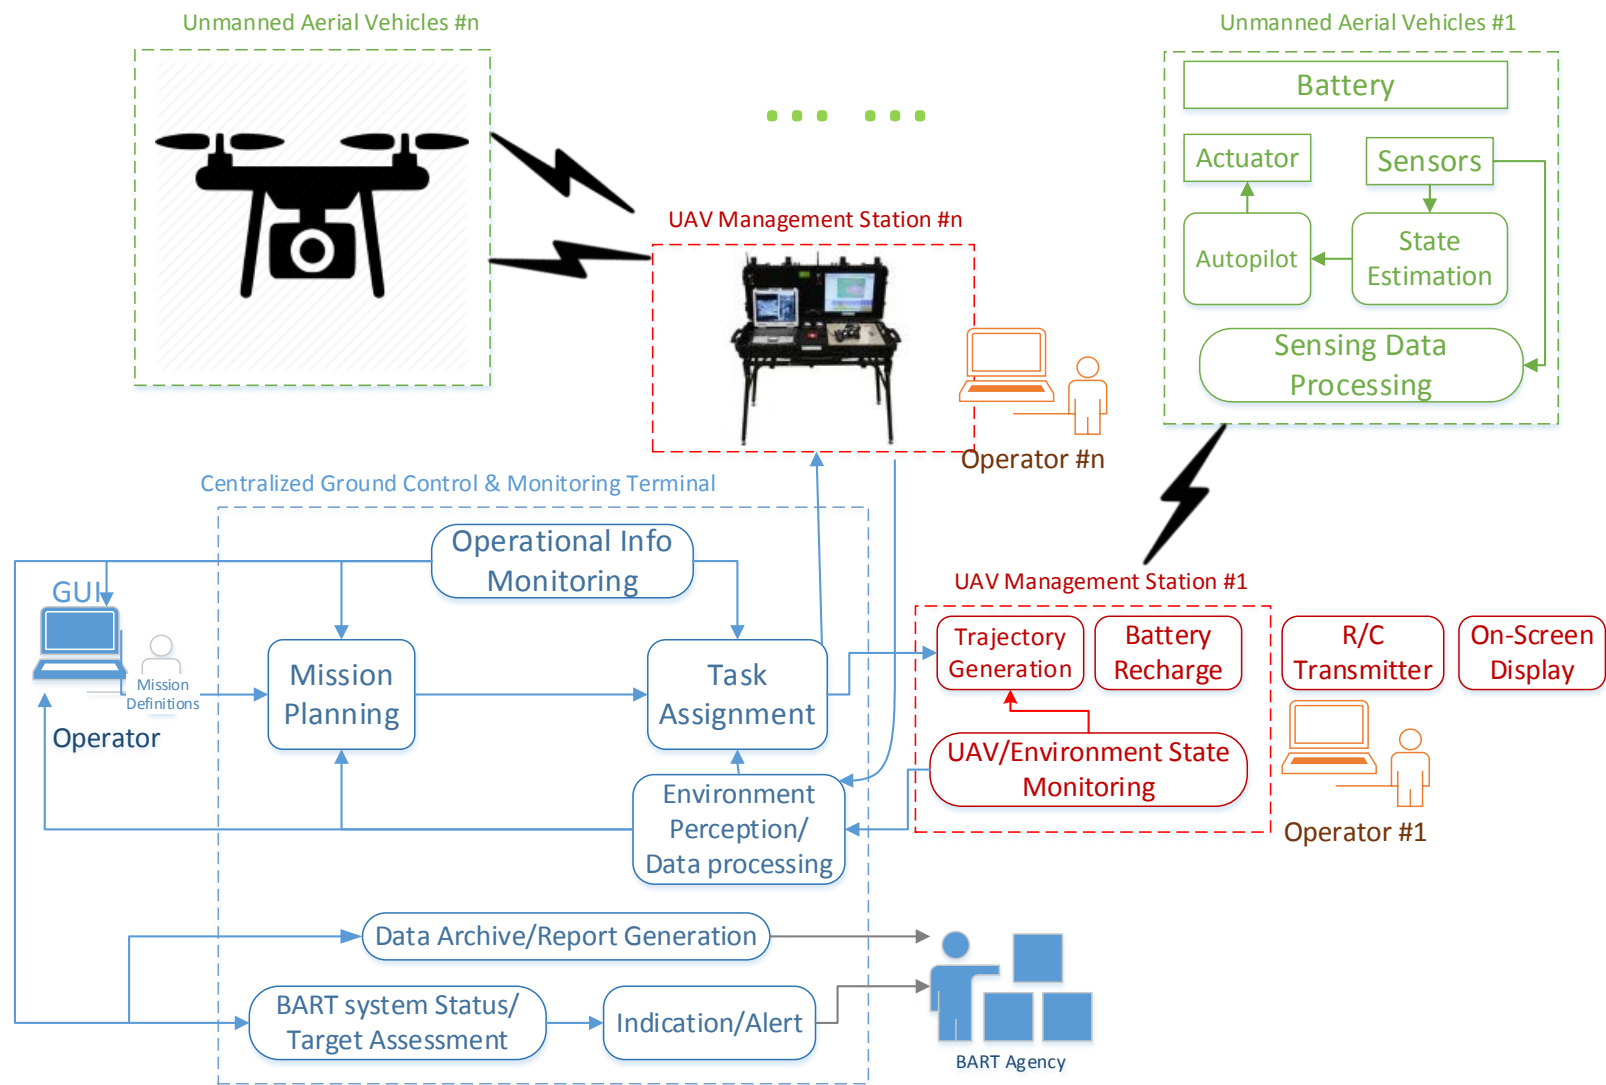 Unmanned Aerial Vehicles #n
Unmanned Aerial Vehicles #1
Battery
Actuator
Sensors
Autopilot
State
Estimation
Sensing Data
Processing
UAV Management Station #n
Operator #n
Centralized Ground Control & Monitoring Terminal
Operational Info
Monitoring
GUI
Mission
Definitions
Operator
Mission
Planning
Task
Assignment
Environment
Perception/
Data processing
UAV Management Station #1
Trajectory
Generation
Battery
Recharge
R/C
Transmitter
On-Screen
Display
UAV/Environment State
Monitoring
Operator #1
Data Archive/Report Generation
BART system Status/
Target Assessment
Indication/Alert
BART Agency